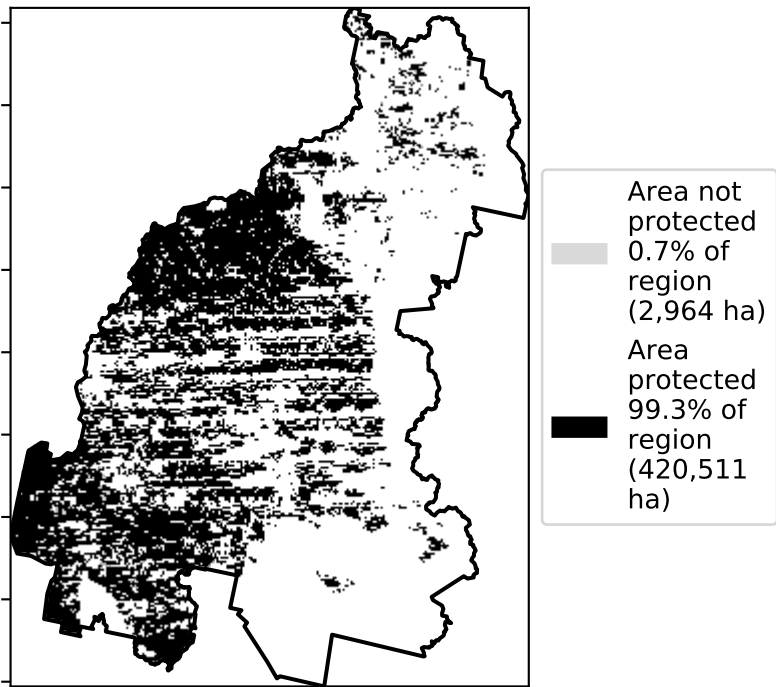 Area not
protected
0.7% of
region
(2,964 ha)
Area
protected
99.3% of
region
(420,511
ha)